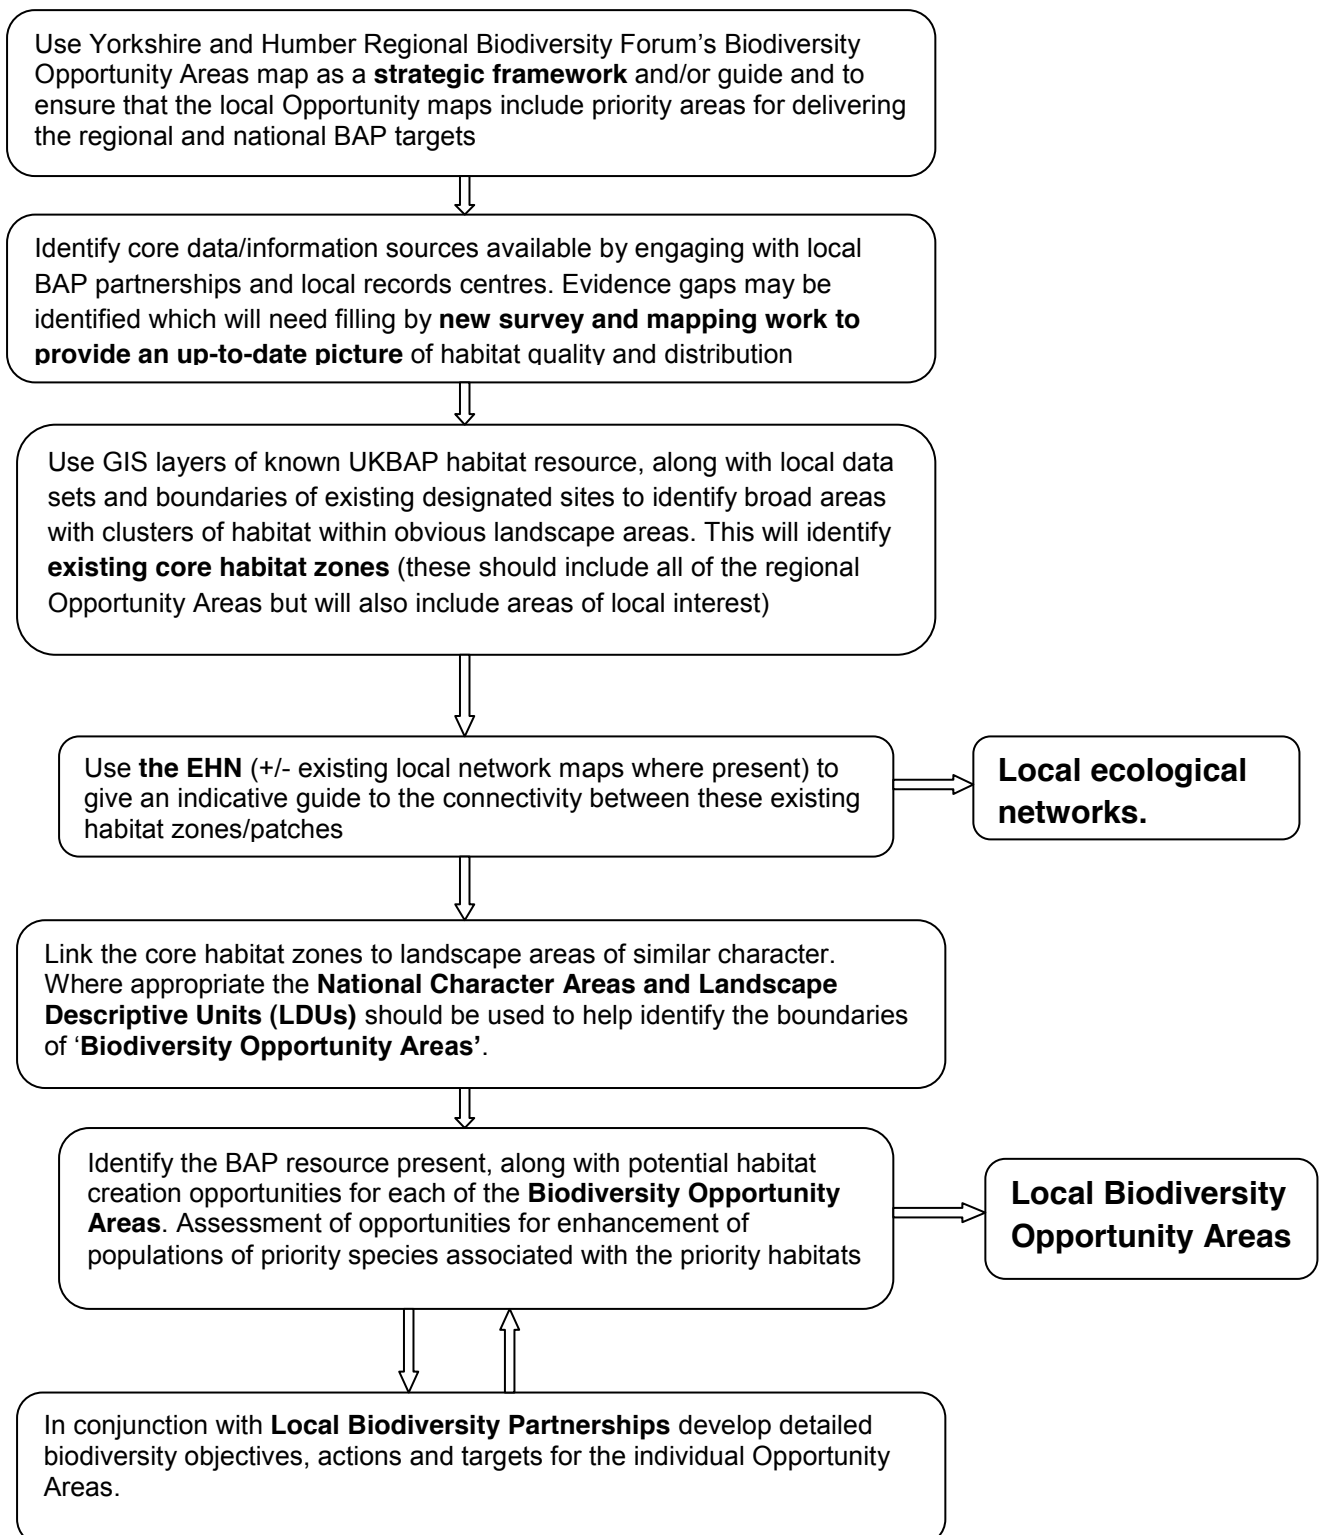 Use Yorkshire and Humber Regional Biodiversity Forum’s Biodiversity
Opportunity Areas map as a strategic framework and/or guide and to
ensure that the local Opportunity maps include priority areas for delivering
the regional and national BAP targets
Identify core data/information sources available by engaging with local
BAP partnerships and local records centres. Evidence gaps may be
identified which will need filling by new survey and mapping work to
provide an up-to-date picture of habitat quality and distribution
Use GIS layers of known UKBAP habitat resource, along with local data
sets and boundaries of existing designated sites to identify broad areas
with clusters of habitat within obvious landscape areas. This will identify
existing core habitat zones (these should include all of the regional
Opportunity Areas but will also include areas of local interest)
Use the EHN (+/- existing local network maps where present) to
give an indicative guide to the connectivity between these existing
habitat zones/patches
Local ecological
networks.
Link the core habitat zones to landscape areas of similar character.
Where appropriate the National Character Areas and Landscape
Descriptive Units (LDUs) should be used to help identify the boundaries
of ‘Biodiversity Opportunity Areas’.
Identify the BAP resource present, along with potential habitat
creation opportunities for each of the Biodiversity Opportunity
Areas. Assessment of opportunities for enhancement of
populations of priority species associated with the priority habitats
Local Biodiversity
Opportunity Areas
In conjunction with Local Biodiversity Partnerships develop detailed
biodiversity objectives, actions and targets for the individual Opportunity
Areas.